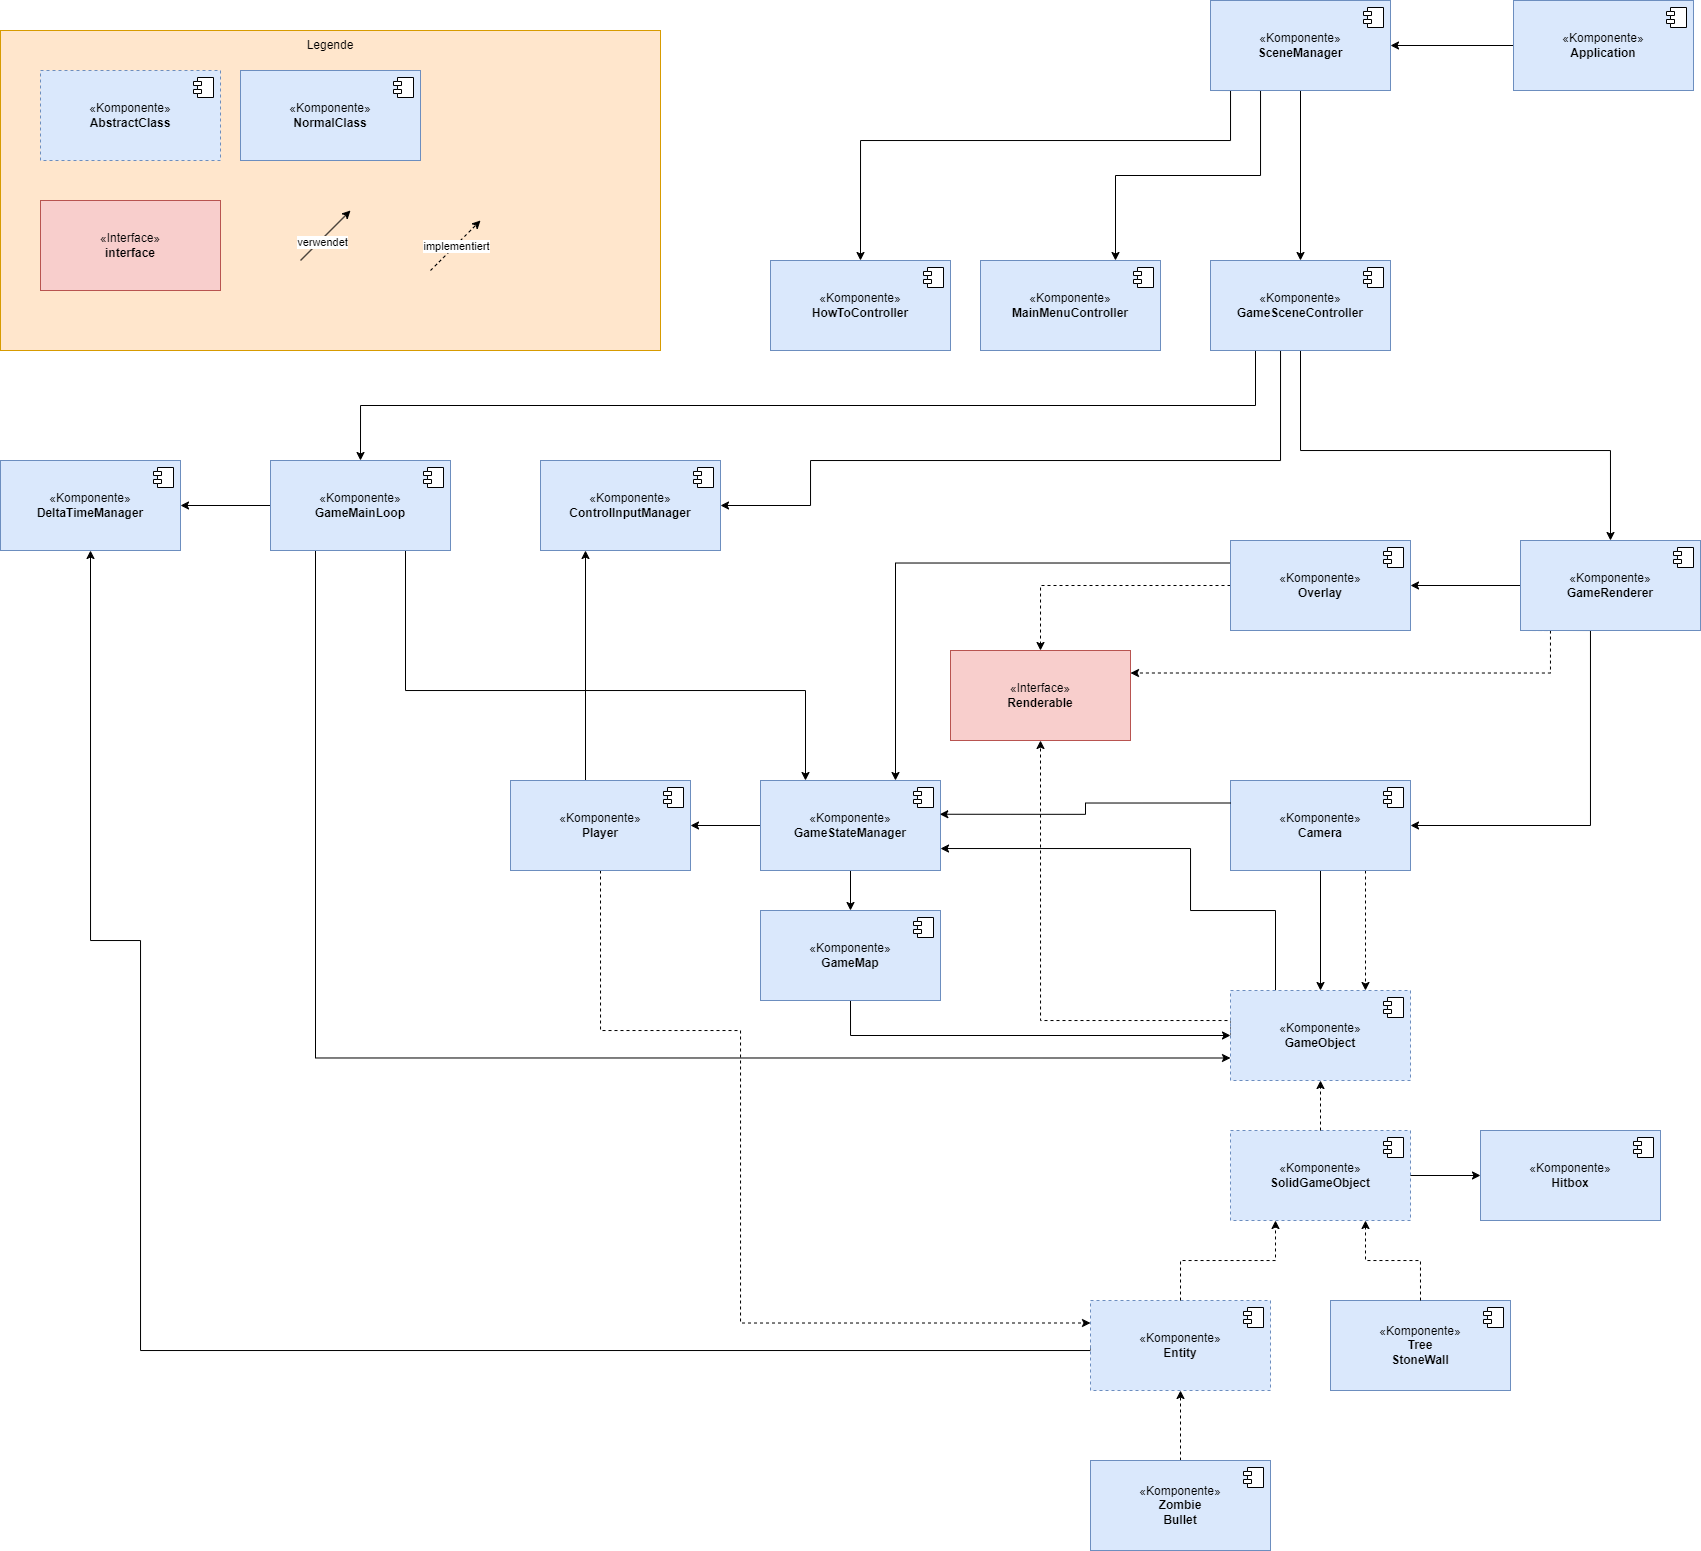 Legende
«Komponente»
AbstractClass
«Komponente»
NormalClass
«Interface»
interface
verwendet
implementiert
«Komponente»
SceneManager
«Komponente»
Application
«Komponente»
HowToController
«Komponente»
MainMenuController
«Komponente»
GameSceneController
«Komponente»
DeltaTimeManager
«Komponente»
GameMainLoop
«Komponente»
ControlInputManager
«Komponente»
Overlay
«Komponente»
GameRenderer
«Interface»
Renderable
«Komponente»
Player
«Komponente»
GameStateManager
«Komponente»
Camera
«Komponente»
GameMap
«Komponente»
GameObject
«Komponente»
SolidGameObject
«Komponente»
Hitbox
«Komponente»
Entity
«Komponente»
Tree
StoneWall
«Komponente»
Zombie
Bullet